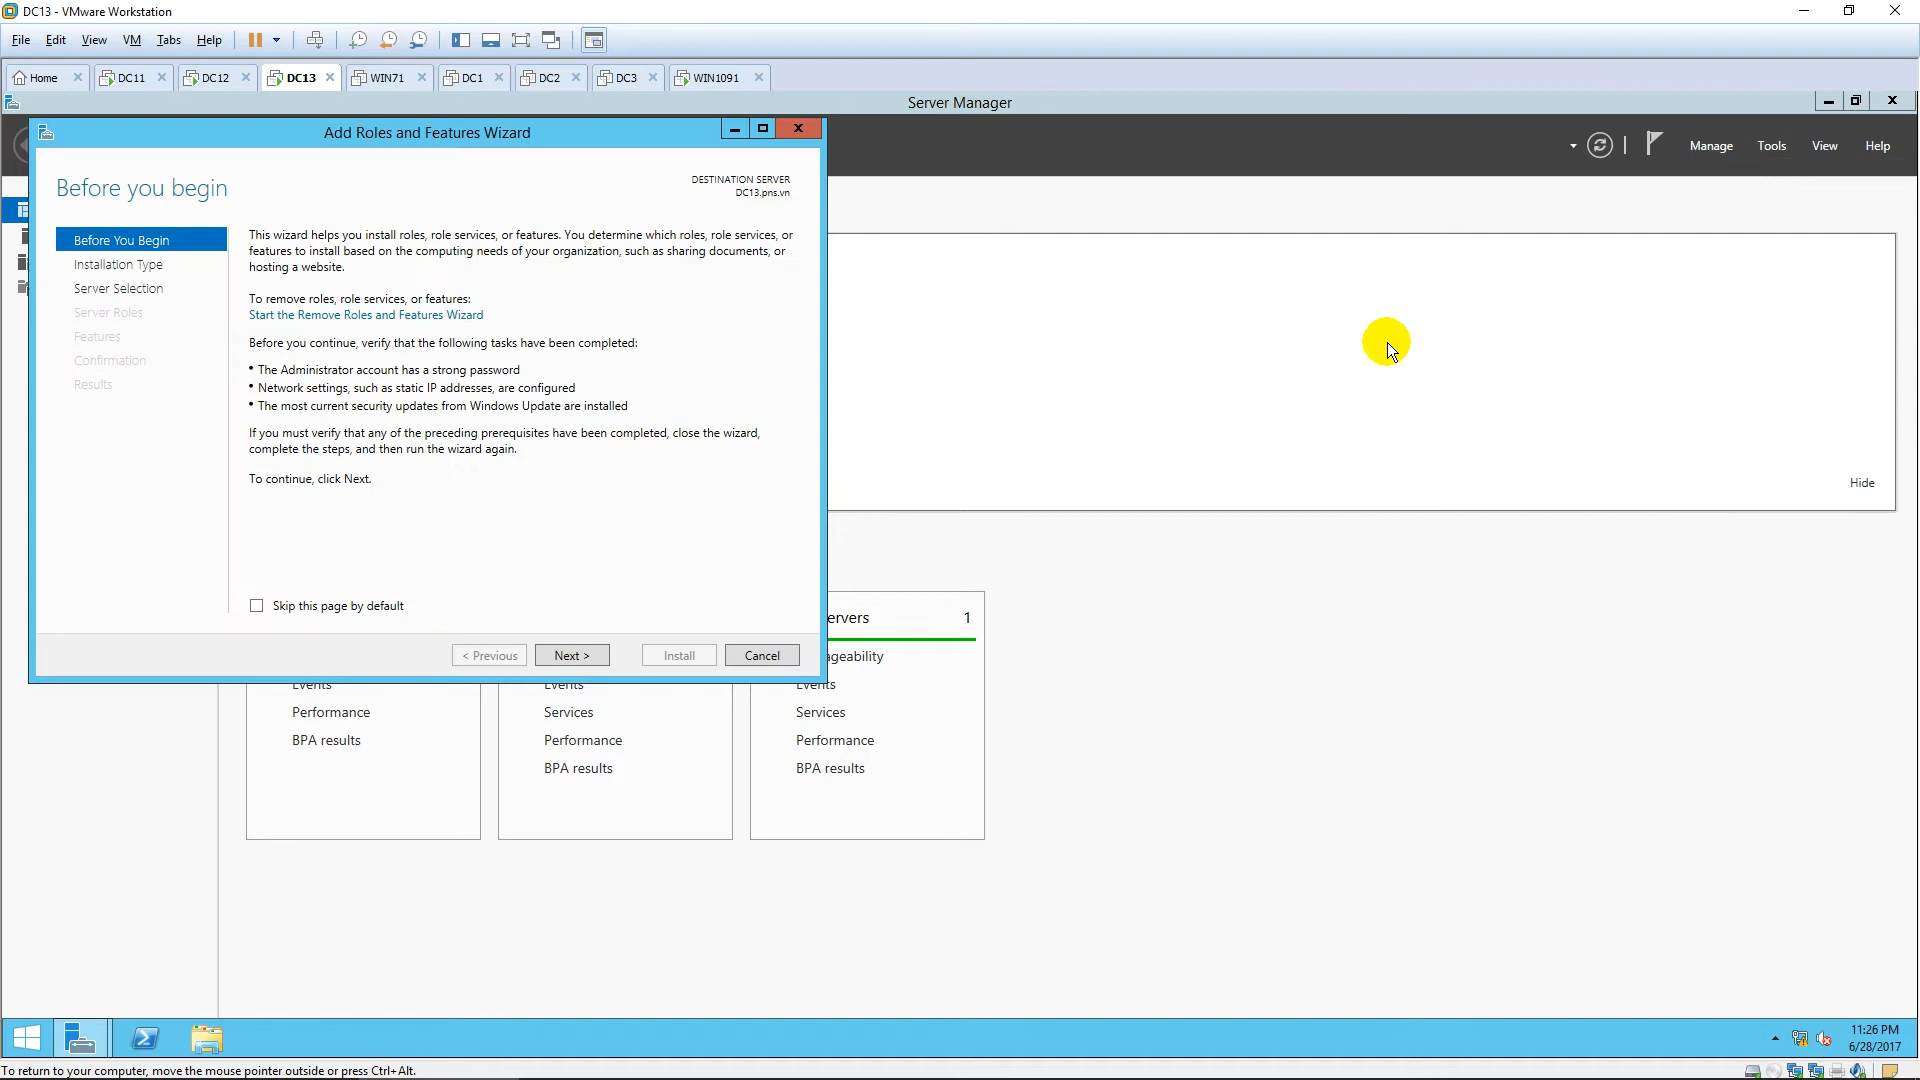 DC13 - VMware Workstation
File Edit View VM Tabs Help
Home DC11 DC12 DC13 WIN71 DC1 DC2 DC3 WIN1091
Server Manager
Add Roles and Features Wizard
Manage Tools View Help
Before you begin
DESTINATION SERVER
DC13.pns.vn
Before You Begin
Installation Type
Server Selection
Server Roles
Features
Confirmation
Results
This wizard helps you install roles, role services, or features. You determine which roles, role services, or
features to install based on the computing needs of your organization, such as sharing documents, or
hosting a website.
To remove roles, role services, or features:
Start the Remove Roles and Features Wizard
Before you continue, verify that the following tasks have been completed:
• The Administrator account has a strong password
• Network settings, such as static IP addresses, are configured
• The most current security updates from Windows Update are installed
If you must verify that any of the preceding prerequisites have been completed, close the wizard,
complete the steps, and then run the wizard again.
To continue, click Next.
Skip this page by default
< Previous Next > Install Cancel
Hide
ervers 1
ageability
Events Events Events
Performance Services Services
BPA results Performance Performance
BPA results BPA results
11:26 PM
6/28/2017
To return to your computer, move the mouse pointer outside or press Ctrl+Alt.